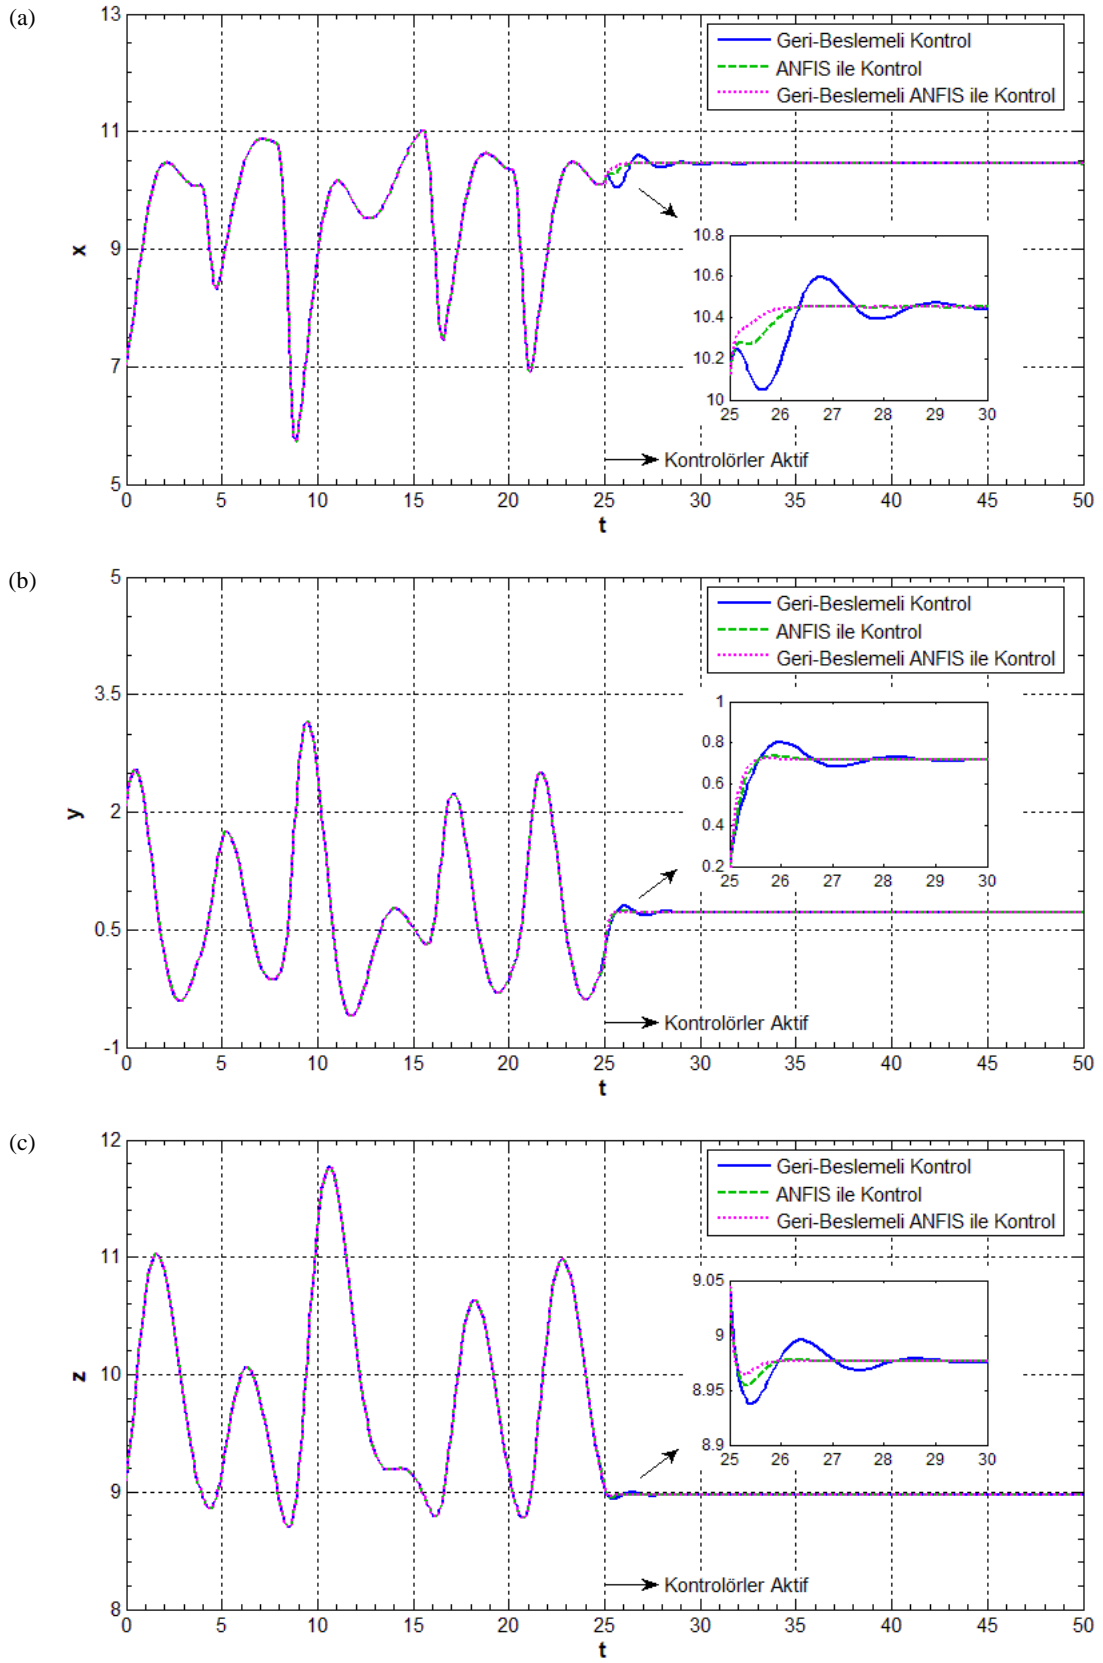 (a)
13
11
9
7
5
x
Geri-Beslemeli Kontrol
ANFIS ile Kontrol
Geri-Beslemeli ANFIS ile Kontrol
10.8
10.6
10.4
10.2
10
25 26 27 28 29 30
Kontrolörler Aktif
0 5 10 15 20 25 30 35 40 45 50
t
(b)
5
3.5
2
0.5
-1
y
Geri-Beslemeli Kontrol
ANFIS ile Kontrol
Geri-Beslemeli ANFIS ile Kontrol
1
0.8
0.6
0.4
0.2
25 26 27 28 29 30
Kontrolörler Aktif
0 5 10 15 20 25 30 35 40 45 50
t
(c)
12
11
10
9
8
z
Geri-Beslemeli Kontrol
ANFIS ile Kontrol
Geri-Beslemeli ANFIS ile Kontrol
9.05
9
8.95
8.9
25 26 27 28 29 30
Kontrolörler Aktif
0 5 10 15 20 25 30 35 40 45 50
t